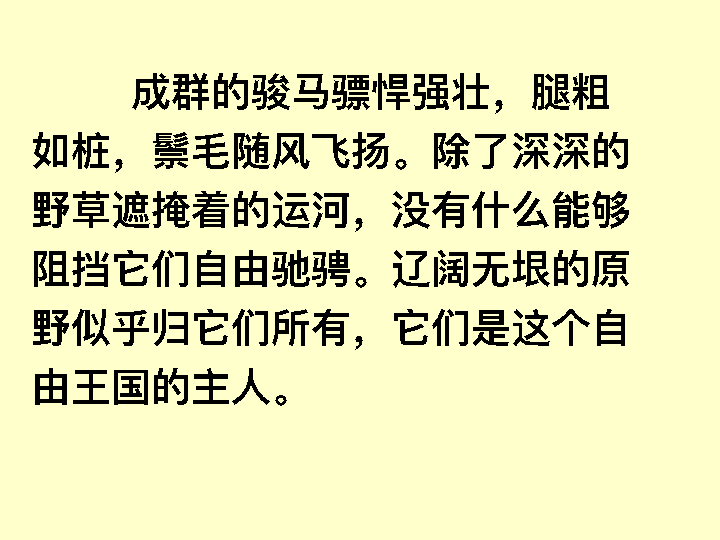 成群的骏马骠悍强壮，腿粗
如桩，鬃毛随风飞扬。除了深深的
野草遮掩着的运河，没有什么能够
阻挡它们自由驰骋。辽阔无垠的原
野似乎归它们所有，它们是这个自
由王国的主人。